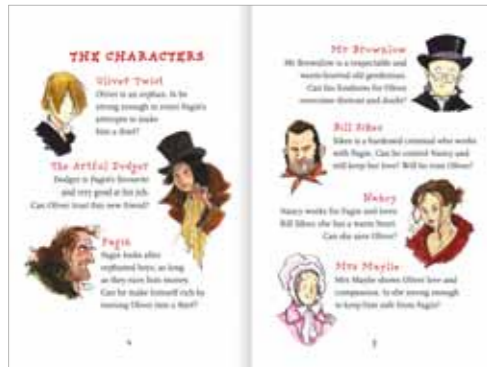 THE CHARACTERS
Oliver Twist
Oliver is an orphan. Is he
strong enough to resist Fagin's
attempts to make
him a thief?
The Artful Dodger
Dodger is Fagin's favourite
and very good at his job.
Can Oliver trust this new friend?
Fagin
Fagin looks after
orphaned boys, as long
as they earn him money.
Can he make himself rich by
turning Oliver into a thief?
4
Mr Brownlow
Mr Brownlow is a respectable and
warm-hearted old gentleman.
Can his fondness for Oliver
overcome distrust and doubt?
Bill Sikes
Sikes is a hardened criminal who works
with Fagin. Can he control Nancy and
still keep her love? Will he trust Oliver?
Nancy
Nancy works for Fagin and loves
Bill Sikes; she has a warm heart.
Can she save Oliver?
Mrs Maylie
Mrs Maylie shows Oliver love and
compassion. Is she strong enough
to keep him safe from Fagin?
5